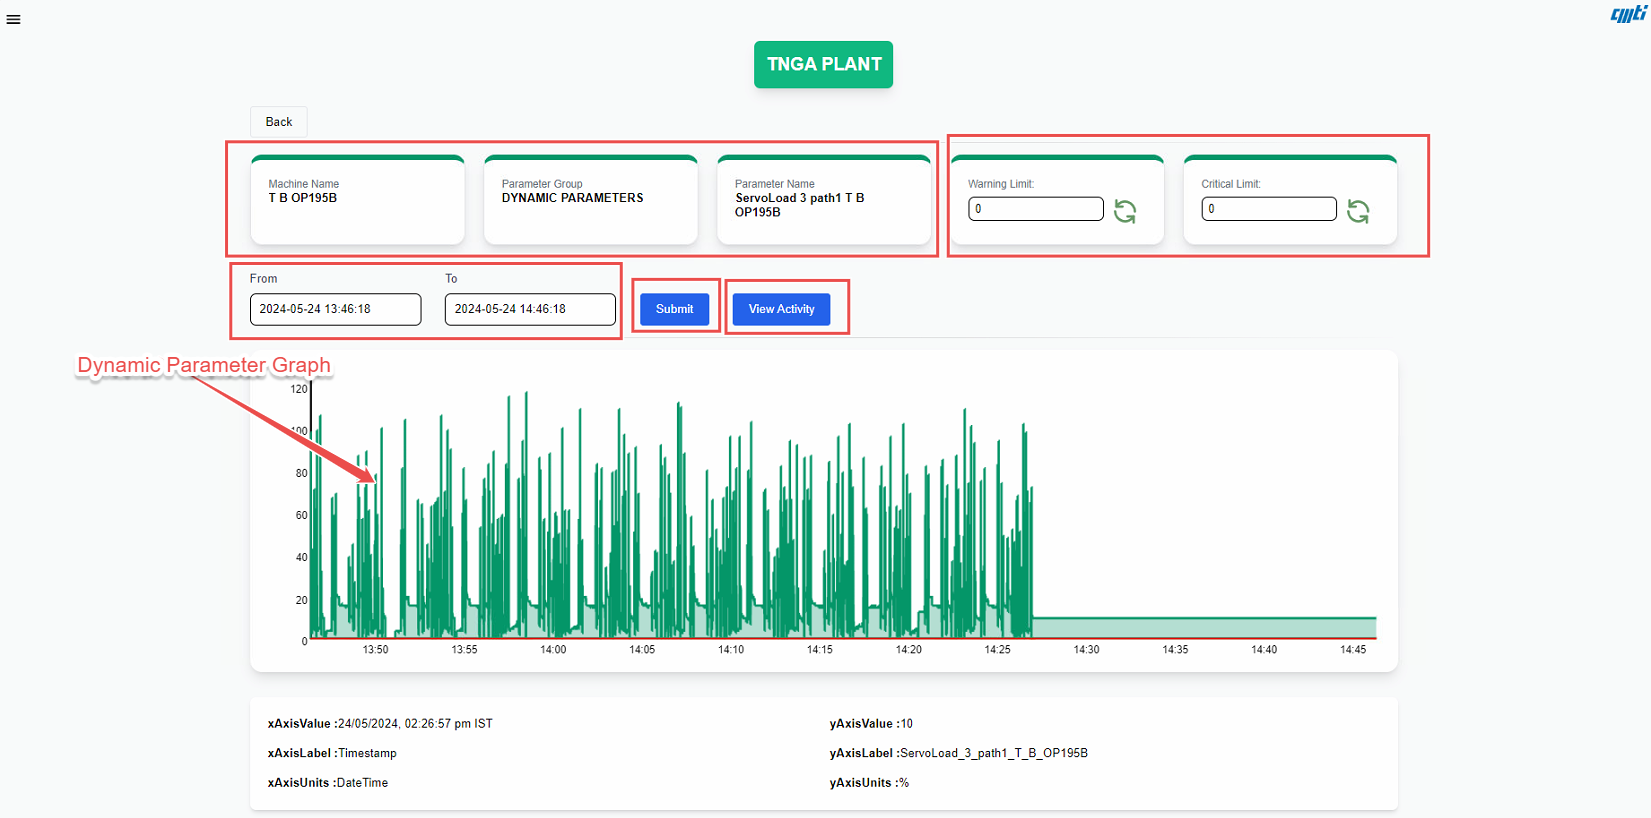 cmti
TNGA PLANT
Back
Machine Name
T B OP195B
Parameter Group
DYNAMIC PARAMETERS
Parameter Name
ServoLoad 3 path1 T B
OP195B
Warning Limit:
0
Critical Limit:
0
From
To
2024-05-24 13:46:18
2024-05-24 14:46:18
Submit
View Activity
Dynamic Parameter Graph
120
100
80
60
40
20
0
13:50 13:55 14:00 14:05 14:10 14:15 14:20 14:25 14:30 14:35 14:40 14:45
xAxisValue :24/05/2024, 02:26:57 pm IST
yAxisValue :10
xAxisLabel :Timestamp
yAxisLabel :ServoLoad_3_path1_T_B_OP195B
xAxisUnits :DateTime
yAxisUnits :%